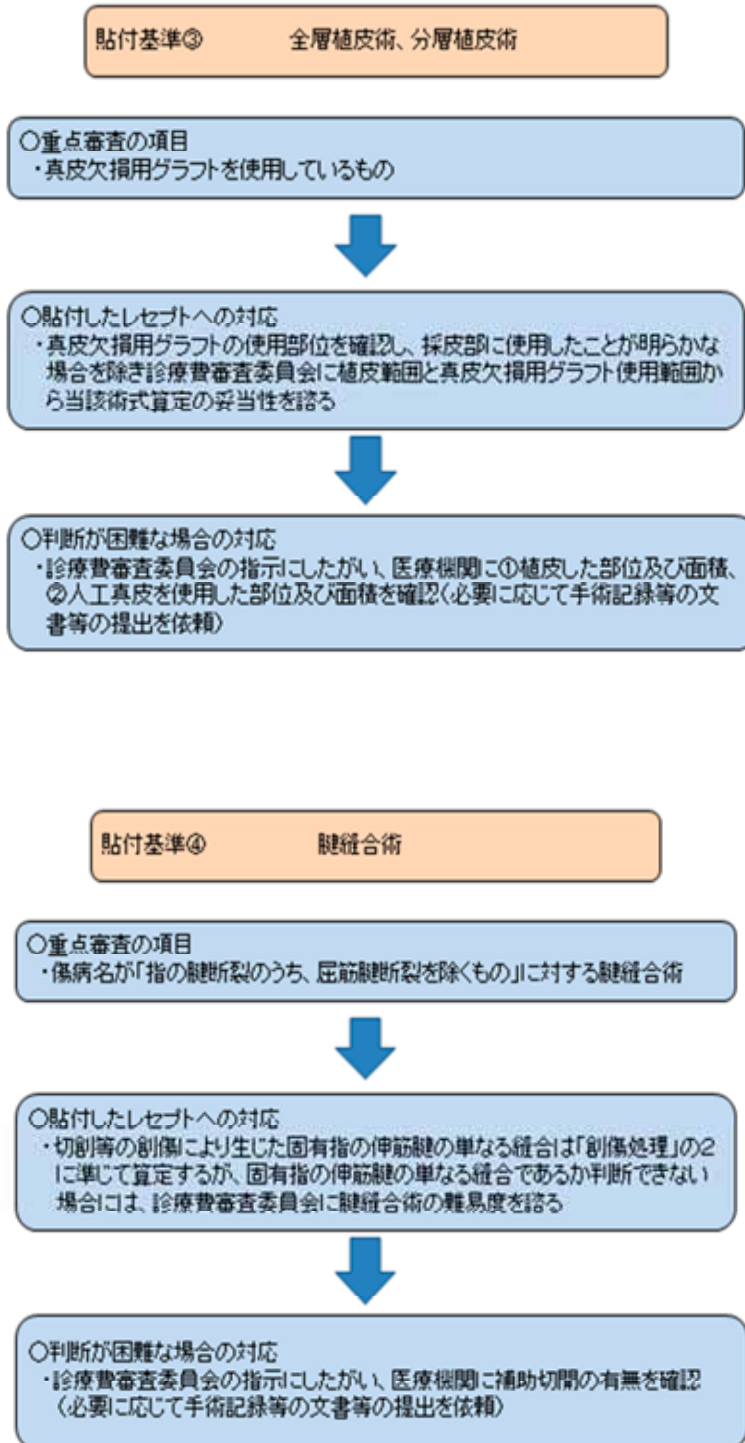 貼付基準③　全層植皮術、分層植皮術
○重点審査の項目
・真皮欠損用グラフトを使用しているもの
○貼付したレセプトへの対応
・真皮欠損用グラフトの使用部位を確認し、採皮部に使用したことが明らかな
場合を除き診療費審査委員会に植皮範囲と真皮欠損用グラフト使用範囲か
ら当該術式算定の妥当性を諮る
○判断が困難な場合の対応
・診療費審査委員会の指示にしたがい、医療機関に①植皮した部位及び面積、
②人工真皮を使用した部位及び面積を確認(必要に応じて手術記録等の文
書等の提出を依頼)
貼付基準④　腱縫合術
○重点審査の項目
・傷病名が「指の腱断裂のうち、屈筋腱断裂を除くもの」に対する腱縫合術
○貼付したレセプトへの対応
・切創等の創傷により生じた固有指の伸筋腱の単なる縫合は「創傷処理」の2
に準じて算定するが、固有指の伸筋腱の単なる縫合であるか判断できない
場合には、診療費審査委員会に腱縫合術の難易度を諮る
○判断が困難な場合の対応
・診療費審査委員会の指示にしたがい、医療機関に補助切開の有無を確認
(必要に応じて手術記録等の文書等の提出を依頼)